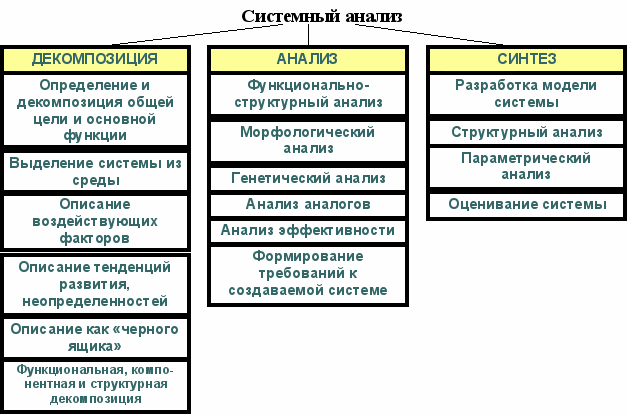 Системный анализ
ДЕКОМПОЗИЦИЯ
Определение и
декомпозиция общей
цели и основной
функции
Выделение системы из
среды
Описание
воздействующих
факторов
Описание тенденций
развития,
неопределенностей
Описание как «черного
ящика»
Функциональная, компо-
нентная и структурная
декомпозиция
АНАЛИЗ
Функционально-
структурный анализ
Морфологический
анализ
Генетический анализ
Анализ аналогов
Анализ эффективности
Формирование
требований к
создаваемой системе
СИНТЕЗ
Разработка модели
системы
Структурный анализ
Параметрический
анализ
Оценивание системы